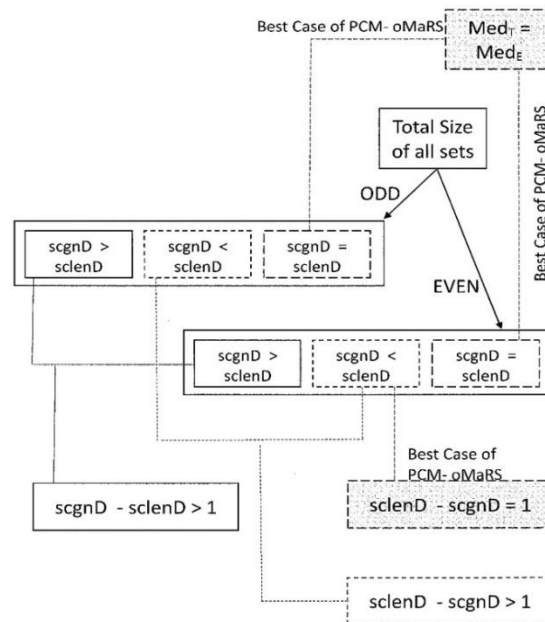 Best Case of PCM- oMaRS
Med_T =
Med_E
Total Size
of all sets
Best Case of PCM- oMaRS
ODD
scgnD >
sclenD
scgnD <
sclenD
scgnD =
sclenD
EVEN
scgnD >
sclenD
scgnD <
sclenD
scgnD =
sclenD
Best Case of
PCM- oMaRS
scgnD - sclenD > 1
sclenD - scgnD = 1
sclenD - scgnD > 1